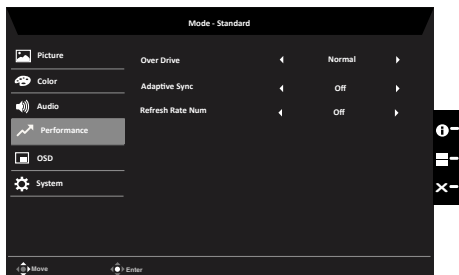 Mode - Standard
Picture
Color
Audio
Performance
OSD
System
Over Drive Normal
Adaptive Sync Off
Refresh Rate Num Off
Move Enter